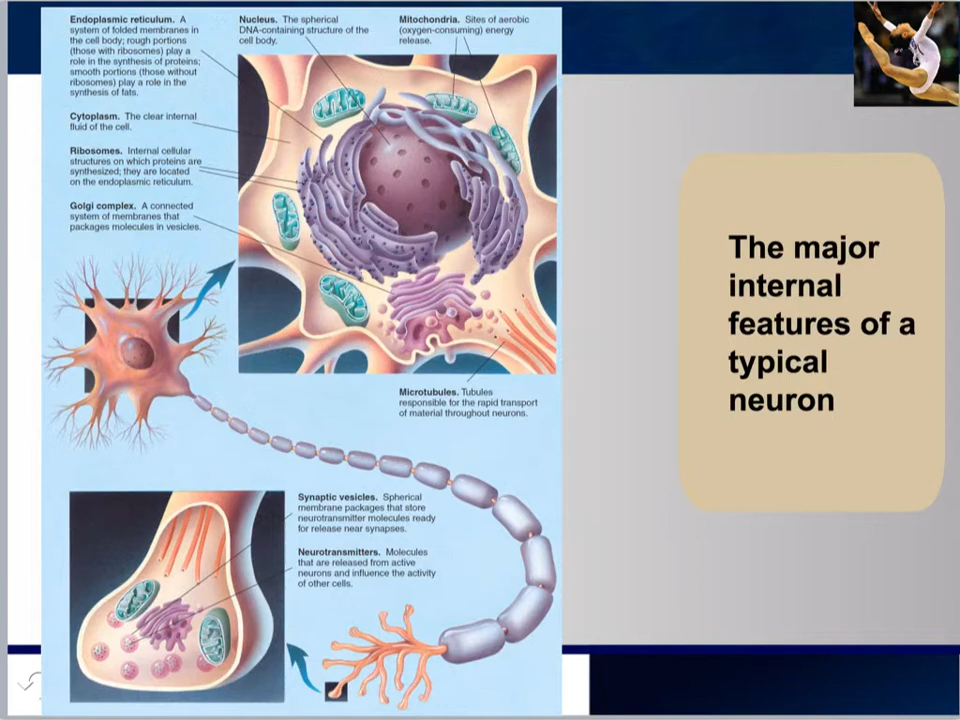 Endoplasmic reticulum. A
system of folded membranes in
the cell body; rough portions
(those with ribosomes) play a
role in the synthesis of proteins;
smooth portions (those without
ribosomes) play a role in the
synthesis of fats.
Cytoplasm. The clear internal
fluid of the cell.
Ribosomes. Internal cellular
structures on which proteins are
synthesized; they are located
on the endoplasmic reticulum.
Golgi complex. A connected
system of membranes that
packages molecules in vesicles.
Nucleus. The spherical
DNA-containing structure of the
cell body.
Mitochondria. Sites of aerobic
(oxygen-consuming) energy
release.
Microtubules. Tubules
responsible for the rapid transport
of material throughout neurons.
Synaptic vesicles. Spherical
membrane packages that store
neurotransmitter molecules ready
for release near synapses.
Neurotransmitters. Molecules
that are released from active
neurons and influence the activity
of other cells.
The major
internal
features of a
typical
neuron